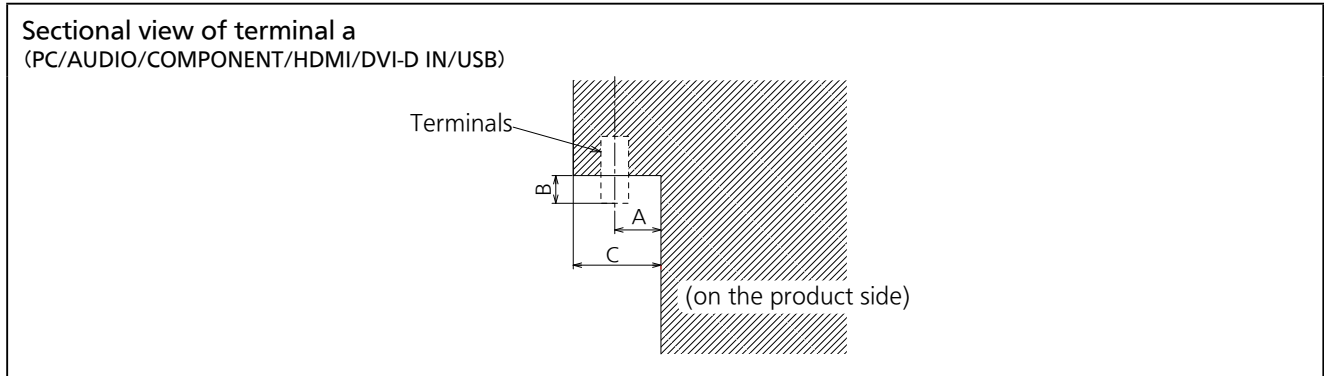 Sectional view of terminal a
(PC/AUDIO/COMPONENT/HDMI/DVI-D IN/USB)
Terminals
B
A
C
(on the product side)